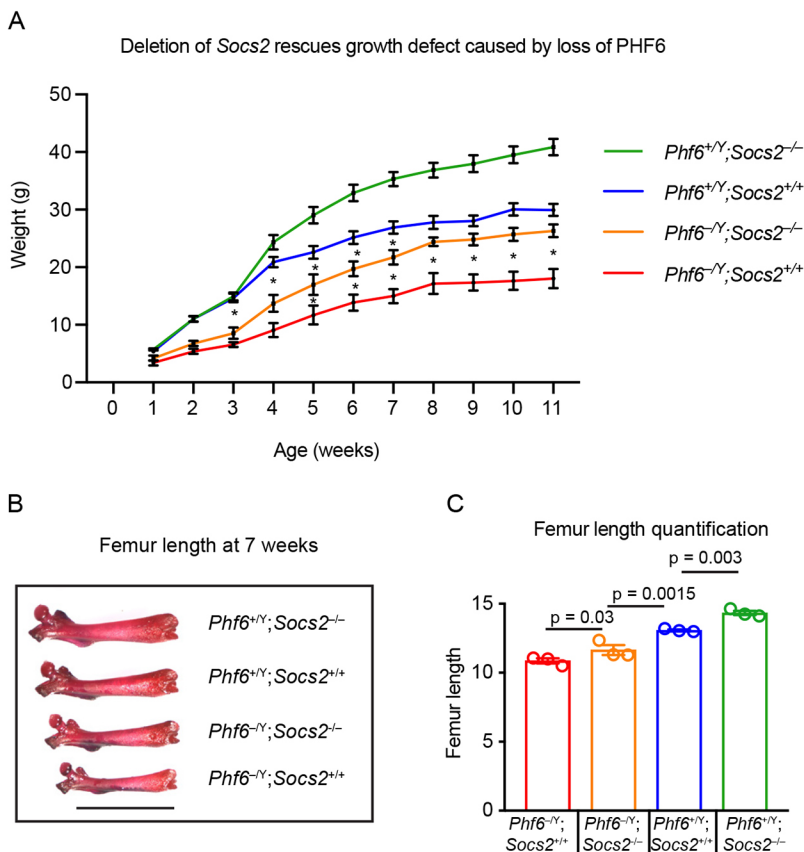 A
Deletion of Socs2 rescues growth defect caused by loss of PHF6
50
40
30
20
10
0
Weight (g)
0 1 2 3 4 5 6 7 8 9 10 11
Age (weeks)
* * * * * * * * * * * *
Phf6+/Y;Socs2–/–
Phf6+/Y;Socs2+/+
Phf6–/Y;Socs2–/–
Phf6–/Y;Socs2+/+
B
Femur length at 7 weeks
Phf6+/Y;Socs2–/–
Phf6+/Y;Socs2+/+
Phf6–/Y;Socs2–/–
Phf6–/Y;Socs2+/+
C
Femur length quantification
p = 0.003
p = 0.0015
p = 0.03
15
10
5
0
Femur length
Phf6–/Y; Phf6–/Y; Phf6+/Y; Phf6+/Y;
Socs2+/+ Socs2–/– Socs2+/+ Socs2–/–